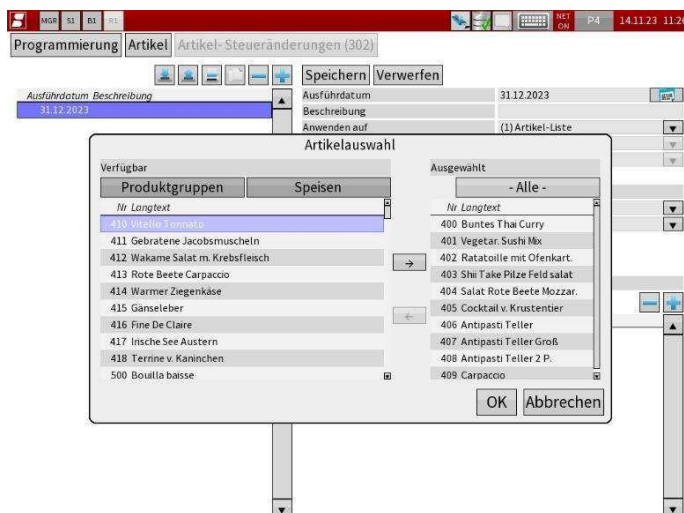 MGR S1 B1 R1 NET ON P4 14.11.23 11:26
Programmierung Artikel Artikel-Steueränderungen (302)
Speichern Verwerfen
Ausführdatum Beschreibung
31.12.2023
Ausführdatum 31.12.2023
Beschreibung
Anwenden auf (1) Artikel-Liste
Artikelauswahl
Verfügbar
Produktgruppen Speisen
Nr Langtext
410 Vitello Tonnato
411 Gebratene Jacobsmuscheln
412 Wakame Salat m. Krebsfleisch
413 Rote Beete Carpaccio
414 Warmer Ziegenkäse
415 Gänseleber
416 Fine De Claire
417 Irische See Austern
418 Terrine v. Kaninchen
500 Bouilla baisse
→
←
Ausgewählt
- Alle -
Nr Langtext
400 Buntes Thai Curry
401 Vegetar. Sushi Mix
402 Ratatoille mit Ofenkart.
403 Shii Take Pilze Feld salat
404 Salat Rote Beete Mozzar.
405 Cocktail v. Krustentier
406 Antipasti Teller
407 Antipasti Teller Groß
408 Antipasti Teller 2 P.
409 Carpaccio
OK Abbrechen